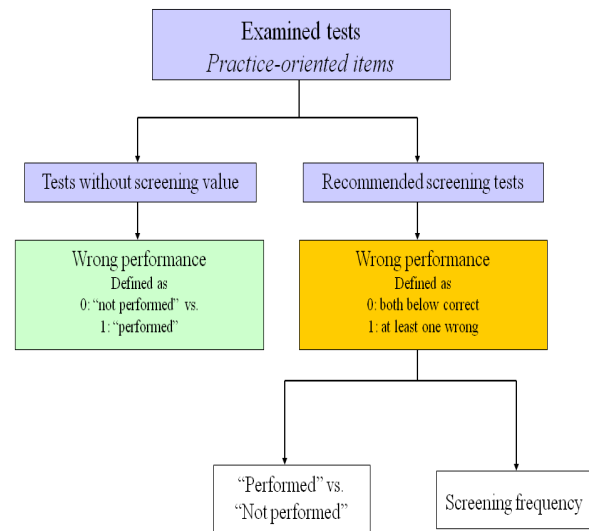 Examined tests
Practice-oriented items
Tests without screening value
Recommended screening tests
Wrong performance
Defined as
0: “not performed” vs.
1: “performed”
Wrong performance
Defined as
0: both below correct
1: at least one wrong
“Performed” vs.
“Not performed”
Screening frequency